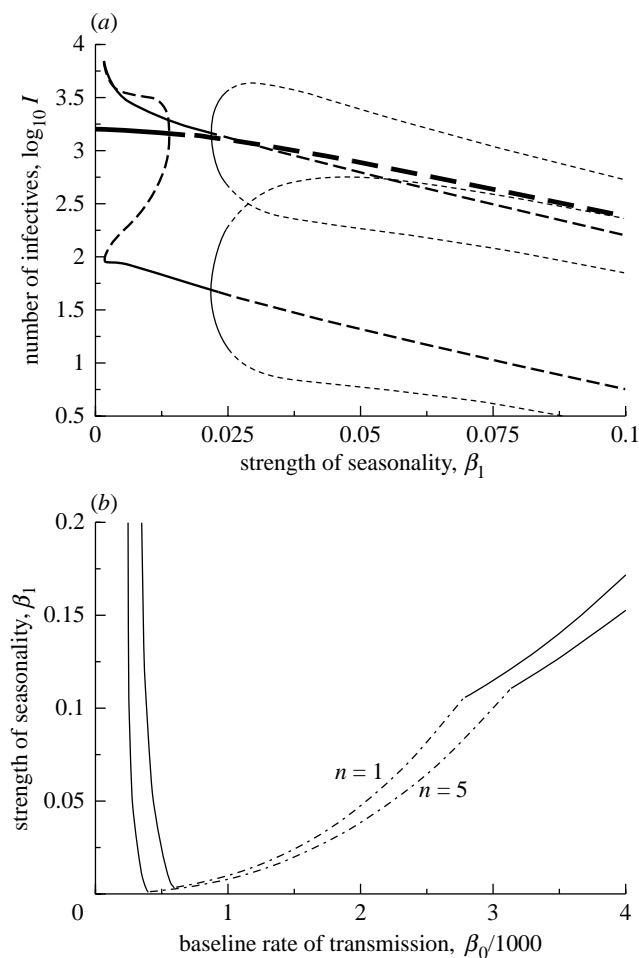 (a)
4
3.5
3
2.5
2
1.5
1
0.5
number of infectives, log₁₀ I
0 0.025 0.05 0.075 0.1
strength of seasonality, β₁
(b)
0.2
0.15
0.1
0.05
strength of seasonality, β₁
n = 1
n = 5
0 1 2 3 4
baseline rate of transmission, β₀/1000